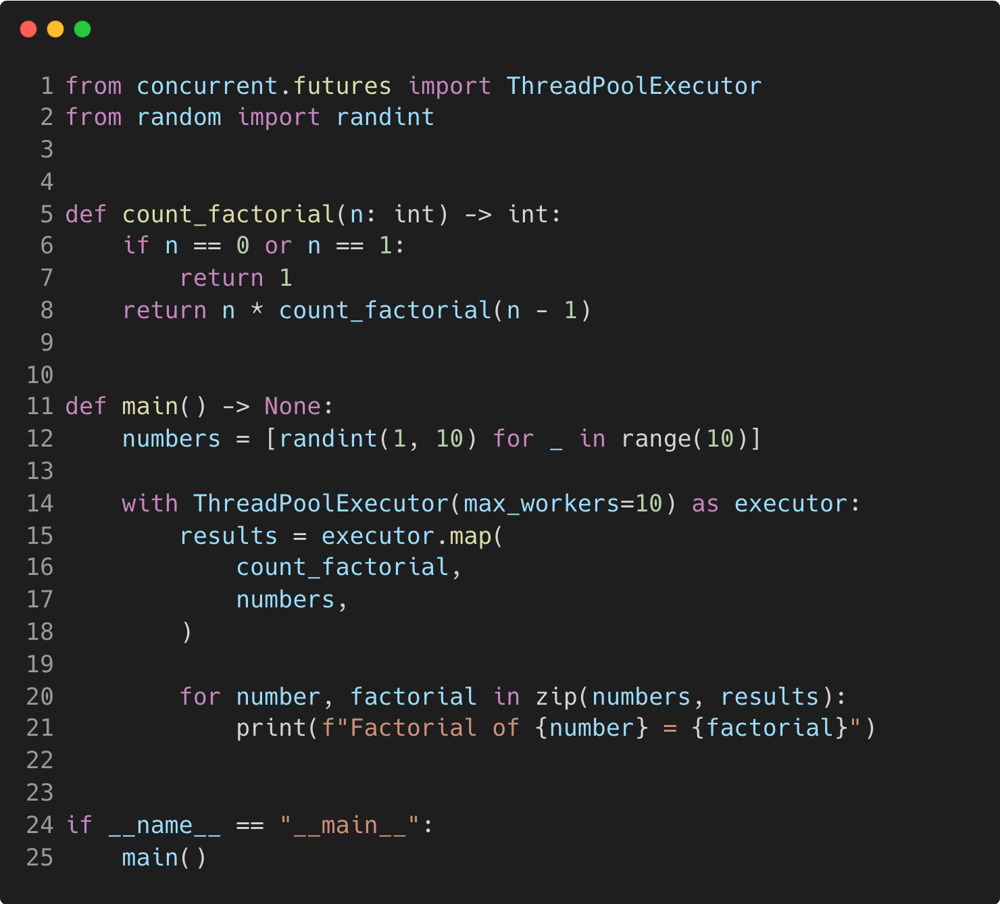 1 from concurrent.futures import ThreadPoolExecutor
2 from random import randint
3
4
5 def count_factorial(n: int) -> int:
6     if n == 0 or n == 1:
7         return 1
8     return n * count_factorial(n - 1)
9
10
11 def main() -> None:
12     numbers = [randint(1, 10) for _ in range(10)]
13
14     with ThreadPoolExecutor(max_workers=10) as executor:
15         results = executor.map(
16             count_factorial,
17             numbers,
18         )
19
20         for number, factorial in zip(numbers, results):
21             print(f"Factorial of {number} = {factorial}")
22
23
24 if __name__ == "__main__":
25     main()